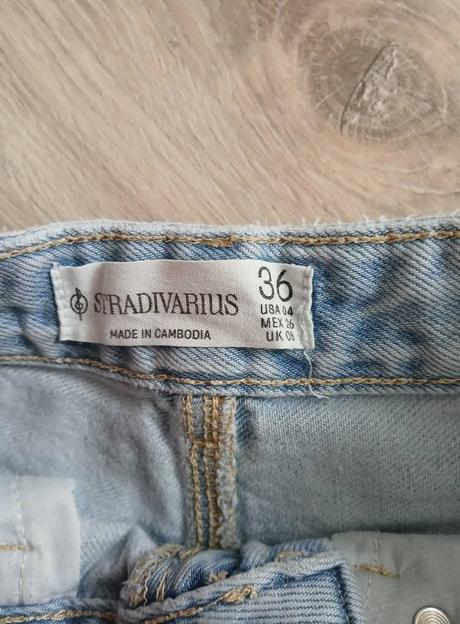 STRADIVARIUS
MADE IN CAMBODIA
36
USA 04
MEX 26
UK 08